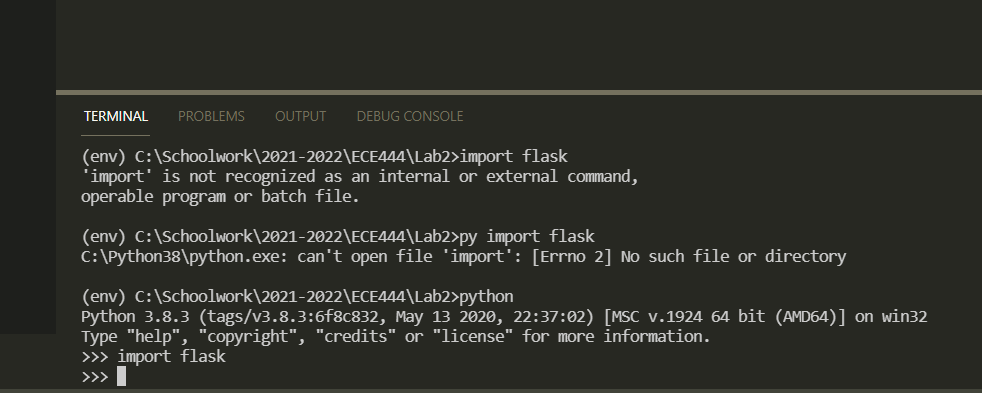 TERMINAL PROBLEMS OUTPUT DEBUG CONSOLE
(env) C:\Schoolwork\2021-2022\ECE444\Lab2>import flask
'import' is not recognized as an internal or external command,
operable program or batch file.
(env) C:\Schoolwork\2021-2022\ECE444\Lab2>py import flask
C:\Python38\python.exe: can't open file 'import': [Errno 2] No such file or directory
(env) C:\Schoolwork\2021-2022\ECE444\Lab2>python
Python 3.8.3 (tags/v3.8.3:6f8c832, May 13 2020, 22:37:02) [MSC v.1924 64 bit (AMD64)] on win32
Type "help", "copyright", "credits" or "license" for more information.
>>> import flask
>>>